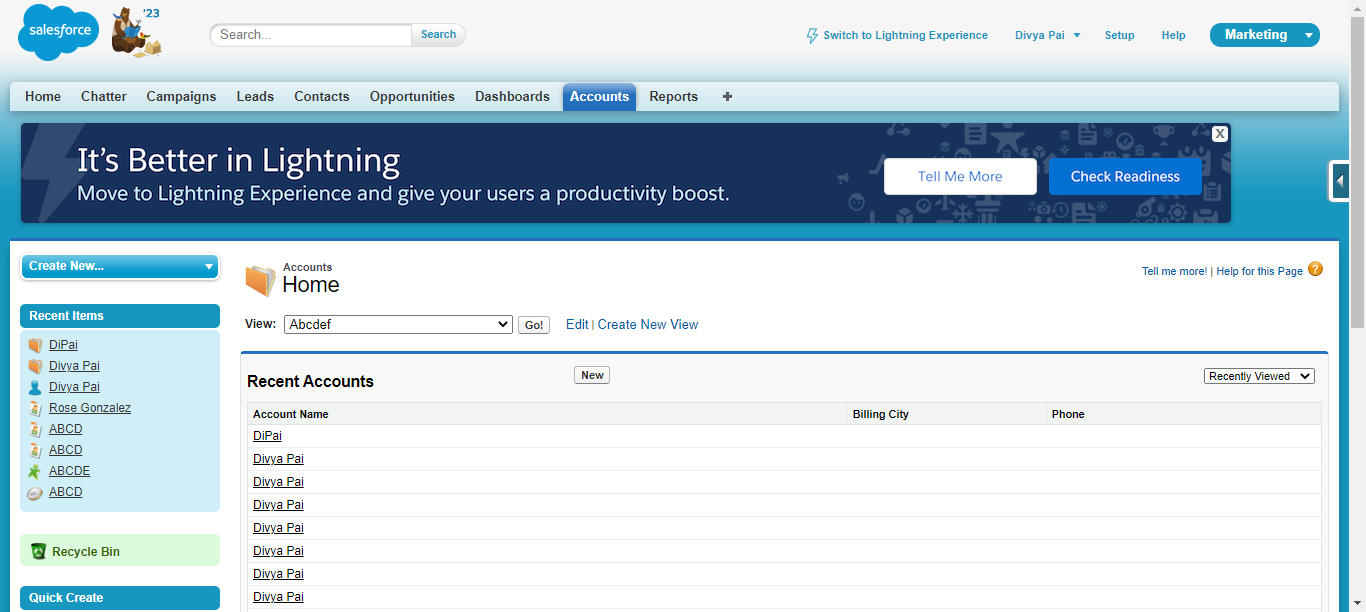 salesforce
'23
Search...
Search
Switch to Lightning Experience
Divya Pai
Setup
Help
Marketing
Home Chatter Campaigns Leads Contacts Opportunities Dashboards Accounts Reports +
It's Better in Lightning
Move to Lightning Experience and give your users a productivity boost.
Tell Me More
Check Readiness
X
Create New...
Recent Items
DiPai
Divya Pai
Divya Pai
Rose Gonzalez
ABCD
ABCD
ABCDE
ABCD
Recycle Bin
Quick Create
Accounts
Home
Tell me more! | Help for this Page ?
View: Abcdef Go! Edit | Create New View
Recent Accounts New Recently Viewed
Account Name Billing City Phone
DiPai
Divya Pai
Divya Pai
Divya Pai
Divya Pai
Divya Pai
Divya Pai
Divya Pai